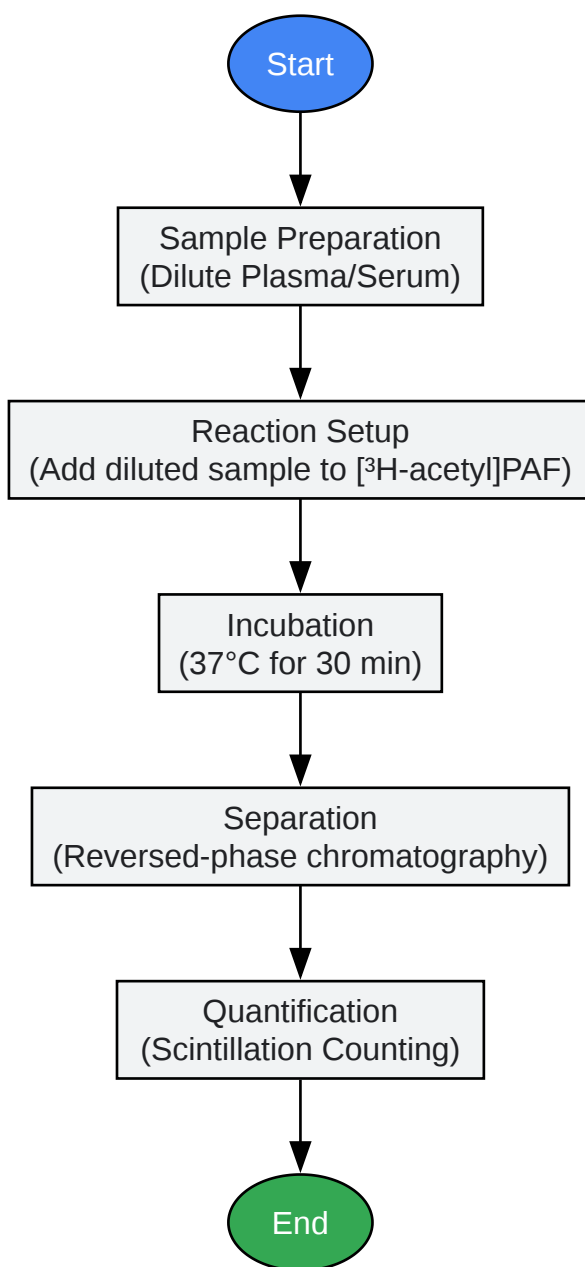 Start
Sample Preparation
(Dilute Plasma/Serum)
Reaction Setup
(Add diluted sample to [³H-acetyl]PAF)
Incubation
(37°C for 30 min)
Separation
(Reversed-phase chromatography)
Quantification
(Scintillation Counting)
End